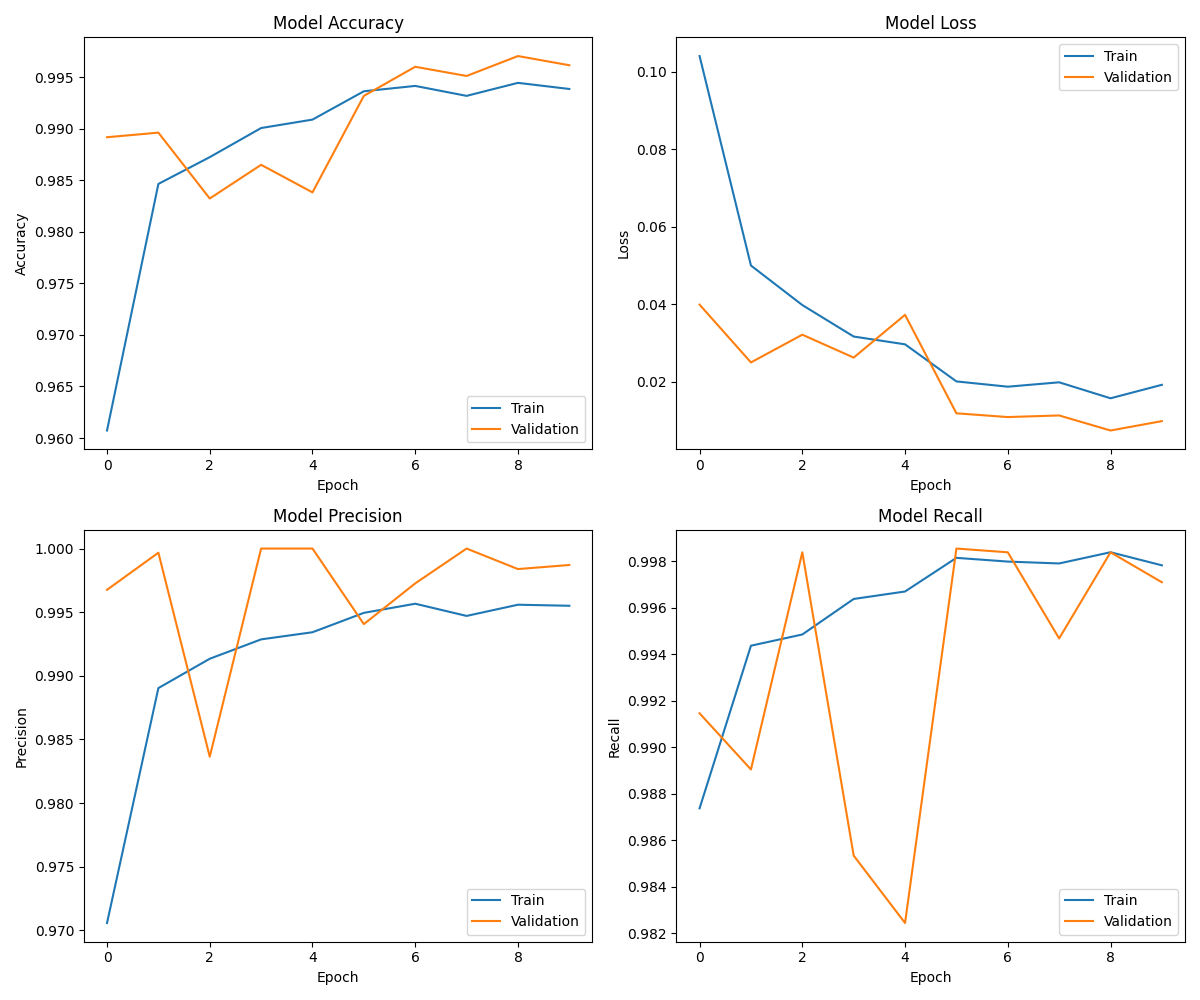 Model Accuracy
0.995
0.990
0.985
0.980
0.975
0.970
0.965
0.960
Accuracy
0 2 4 6 8
Epoch
Train
Validation
Model Loss
0.10
0.08
0.06
0.04
0.02
Loss
0 2 4 6 8
Epoch
Train
Validation
Model Precision
1.000
0.995
0.990
0.985
0.980
0.975
0.970
Precision
0 2 4 6 8
Epoch
Train
Validation
Model Recall
0.998
0.996
0.994
0.992
0.990
0.988
0.986
0.984
0.982
Recall
0 2 4 6 8
Epoch
Train
Validation